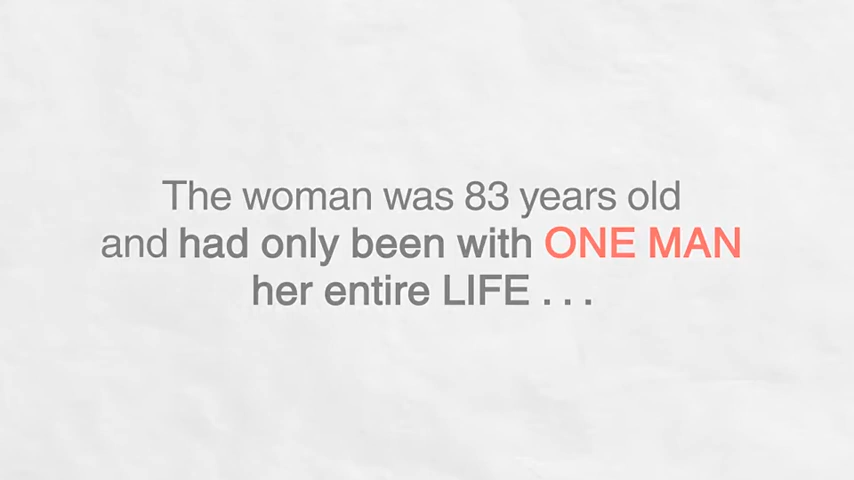 The woman was 83 years old
and had only been with ONE MAN
her entire LIFE . . .